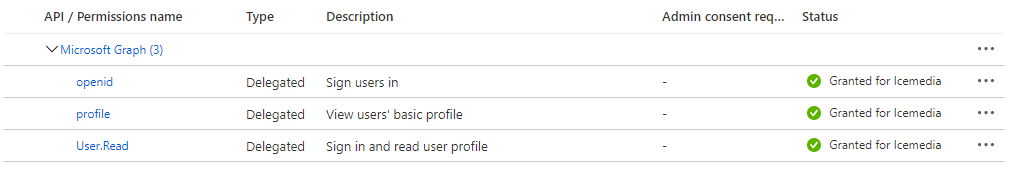 API / Permissions name Type Description Admin consent req... Status
Microsoft Graph (3) ...
openid Delegated Sign users in - Granted for Icemedia ...
profile Delegated View users' basic profile - Granted for Icemedia ...
User.Read Delegated Sign in and read user profile - Granted for Icemedia ...